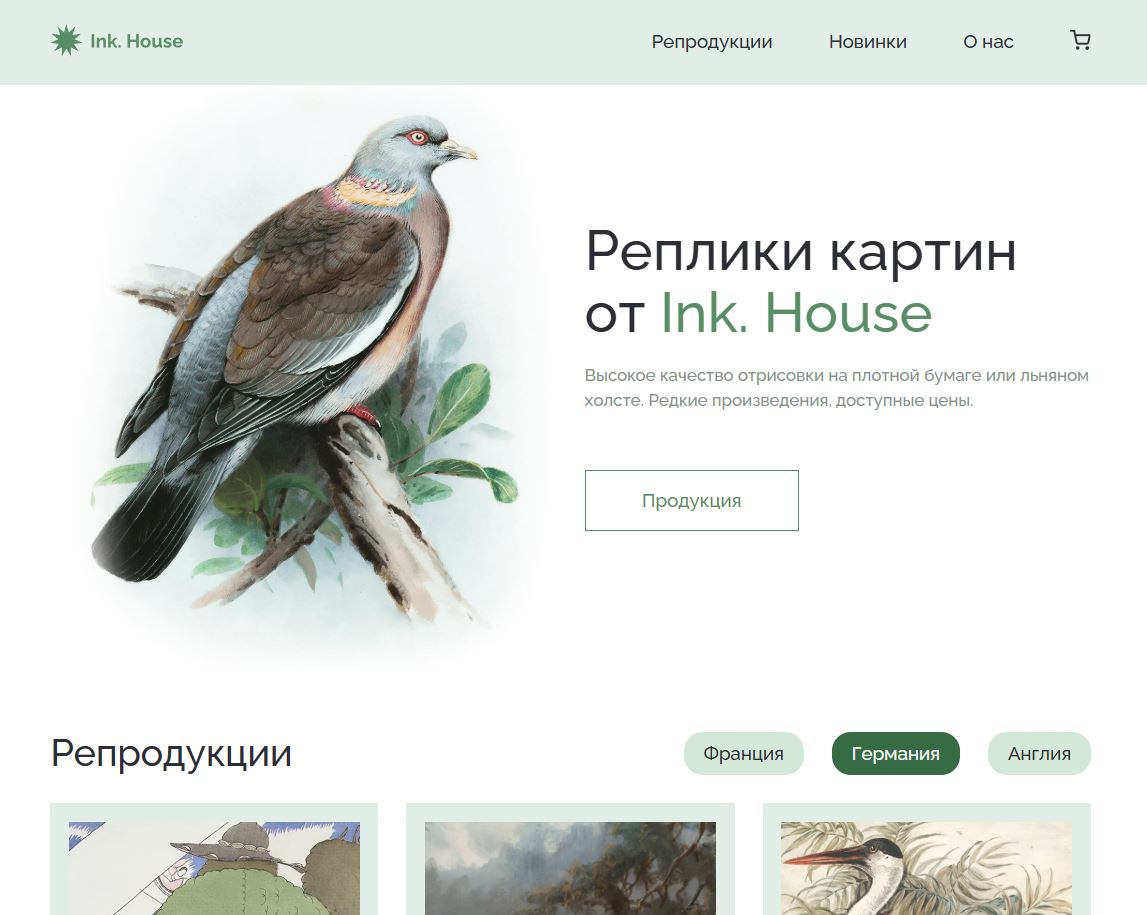 Ink. House
Репродукции
Новинки
О нас
Реплики картин
от Ink. House
Высокое качество отрисовки на плотной бумаге или льняном
холсте. Редкие произведения, доступные цены.
Продукция
Репродукции
Франция
Германия
Англия